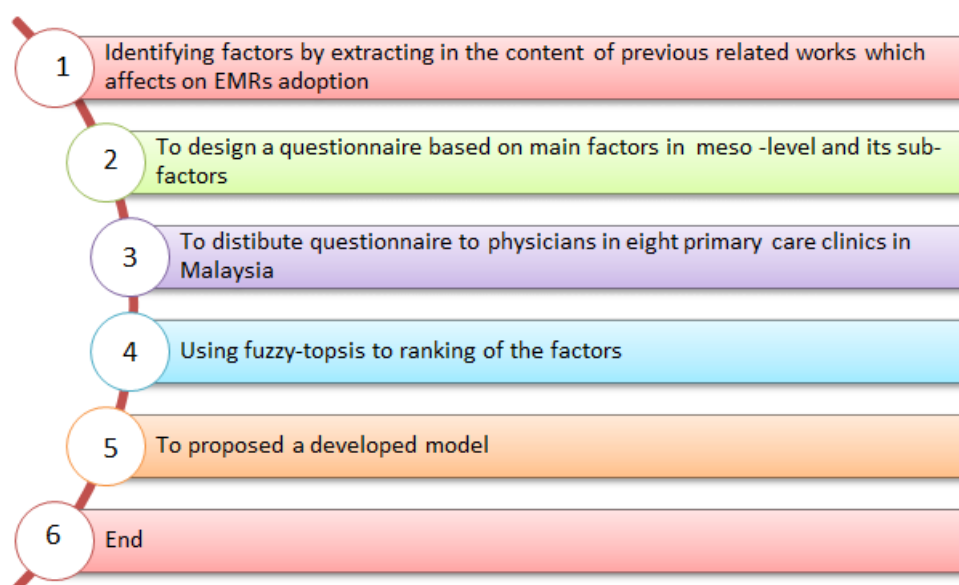 1
Identifying factors by extracting in the content of previous related works which
affects on EMRs adoption
2
To design a questionnaire based on main factors in meso -level and its sub-
factors
3
To distibute questionnaire to physicians in eight primary care clinics in
Malaysia
4
Using fuzzy-topsis to ranking of the factors
5
To proposed a developed model
6
End